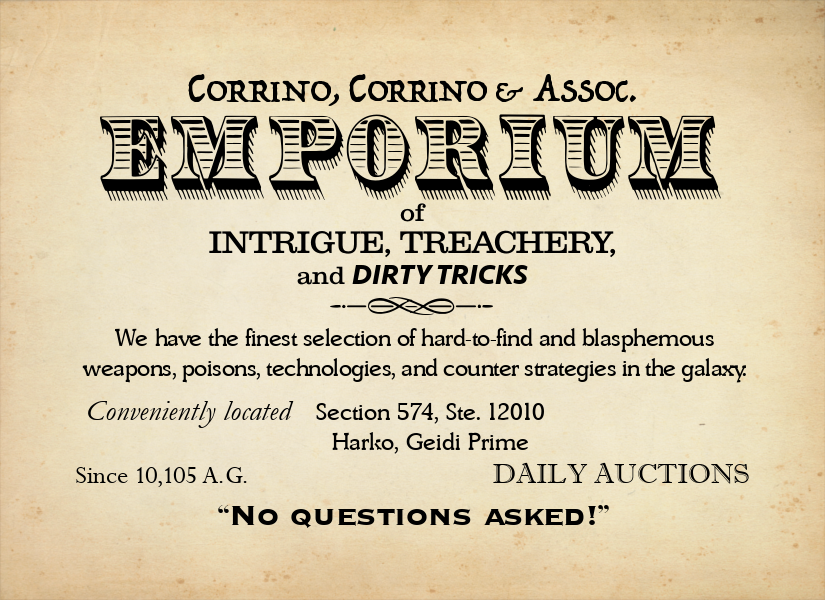 Corrino, Corrino & Assoc.
EMPORIUM
of
INTRIGUE, TREACHERY,
and DIRTY TRICKS
We have the finest selection of hard-to-find and blasphemous
weapons, poisons, technologies, and counter strategies in the galaxy.
Conveniently located Section 574, Ste. 12010
Harko, Geidi Prime
Since 10,105 A.G. DAILY AUCTIONS
“No questions asked!”